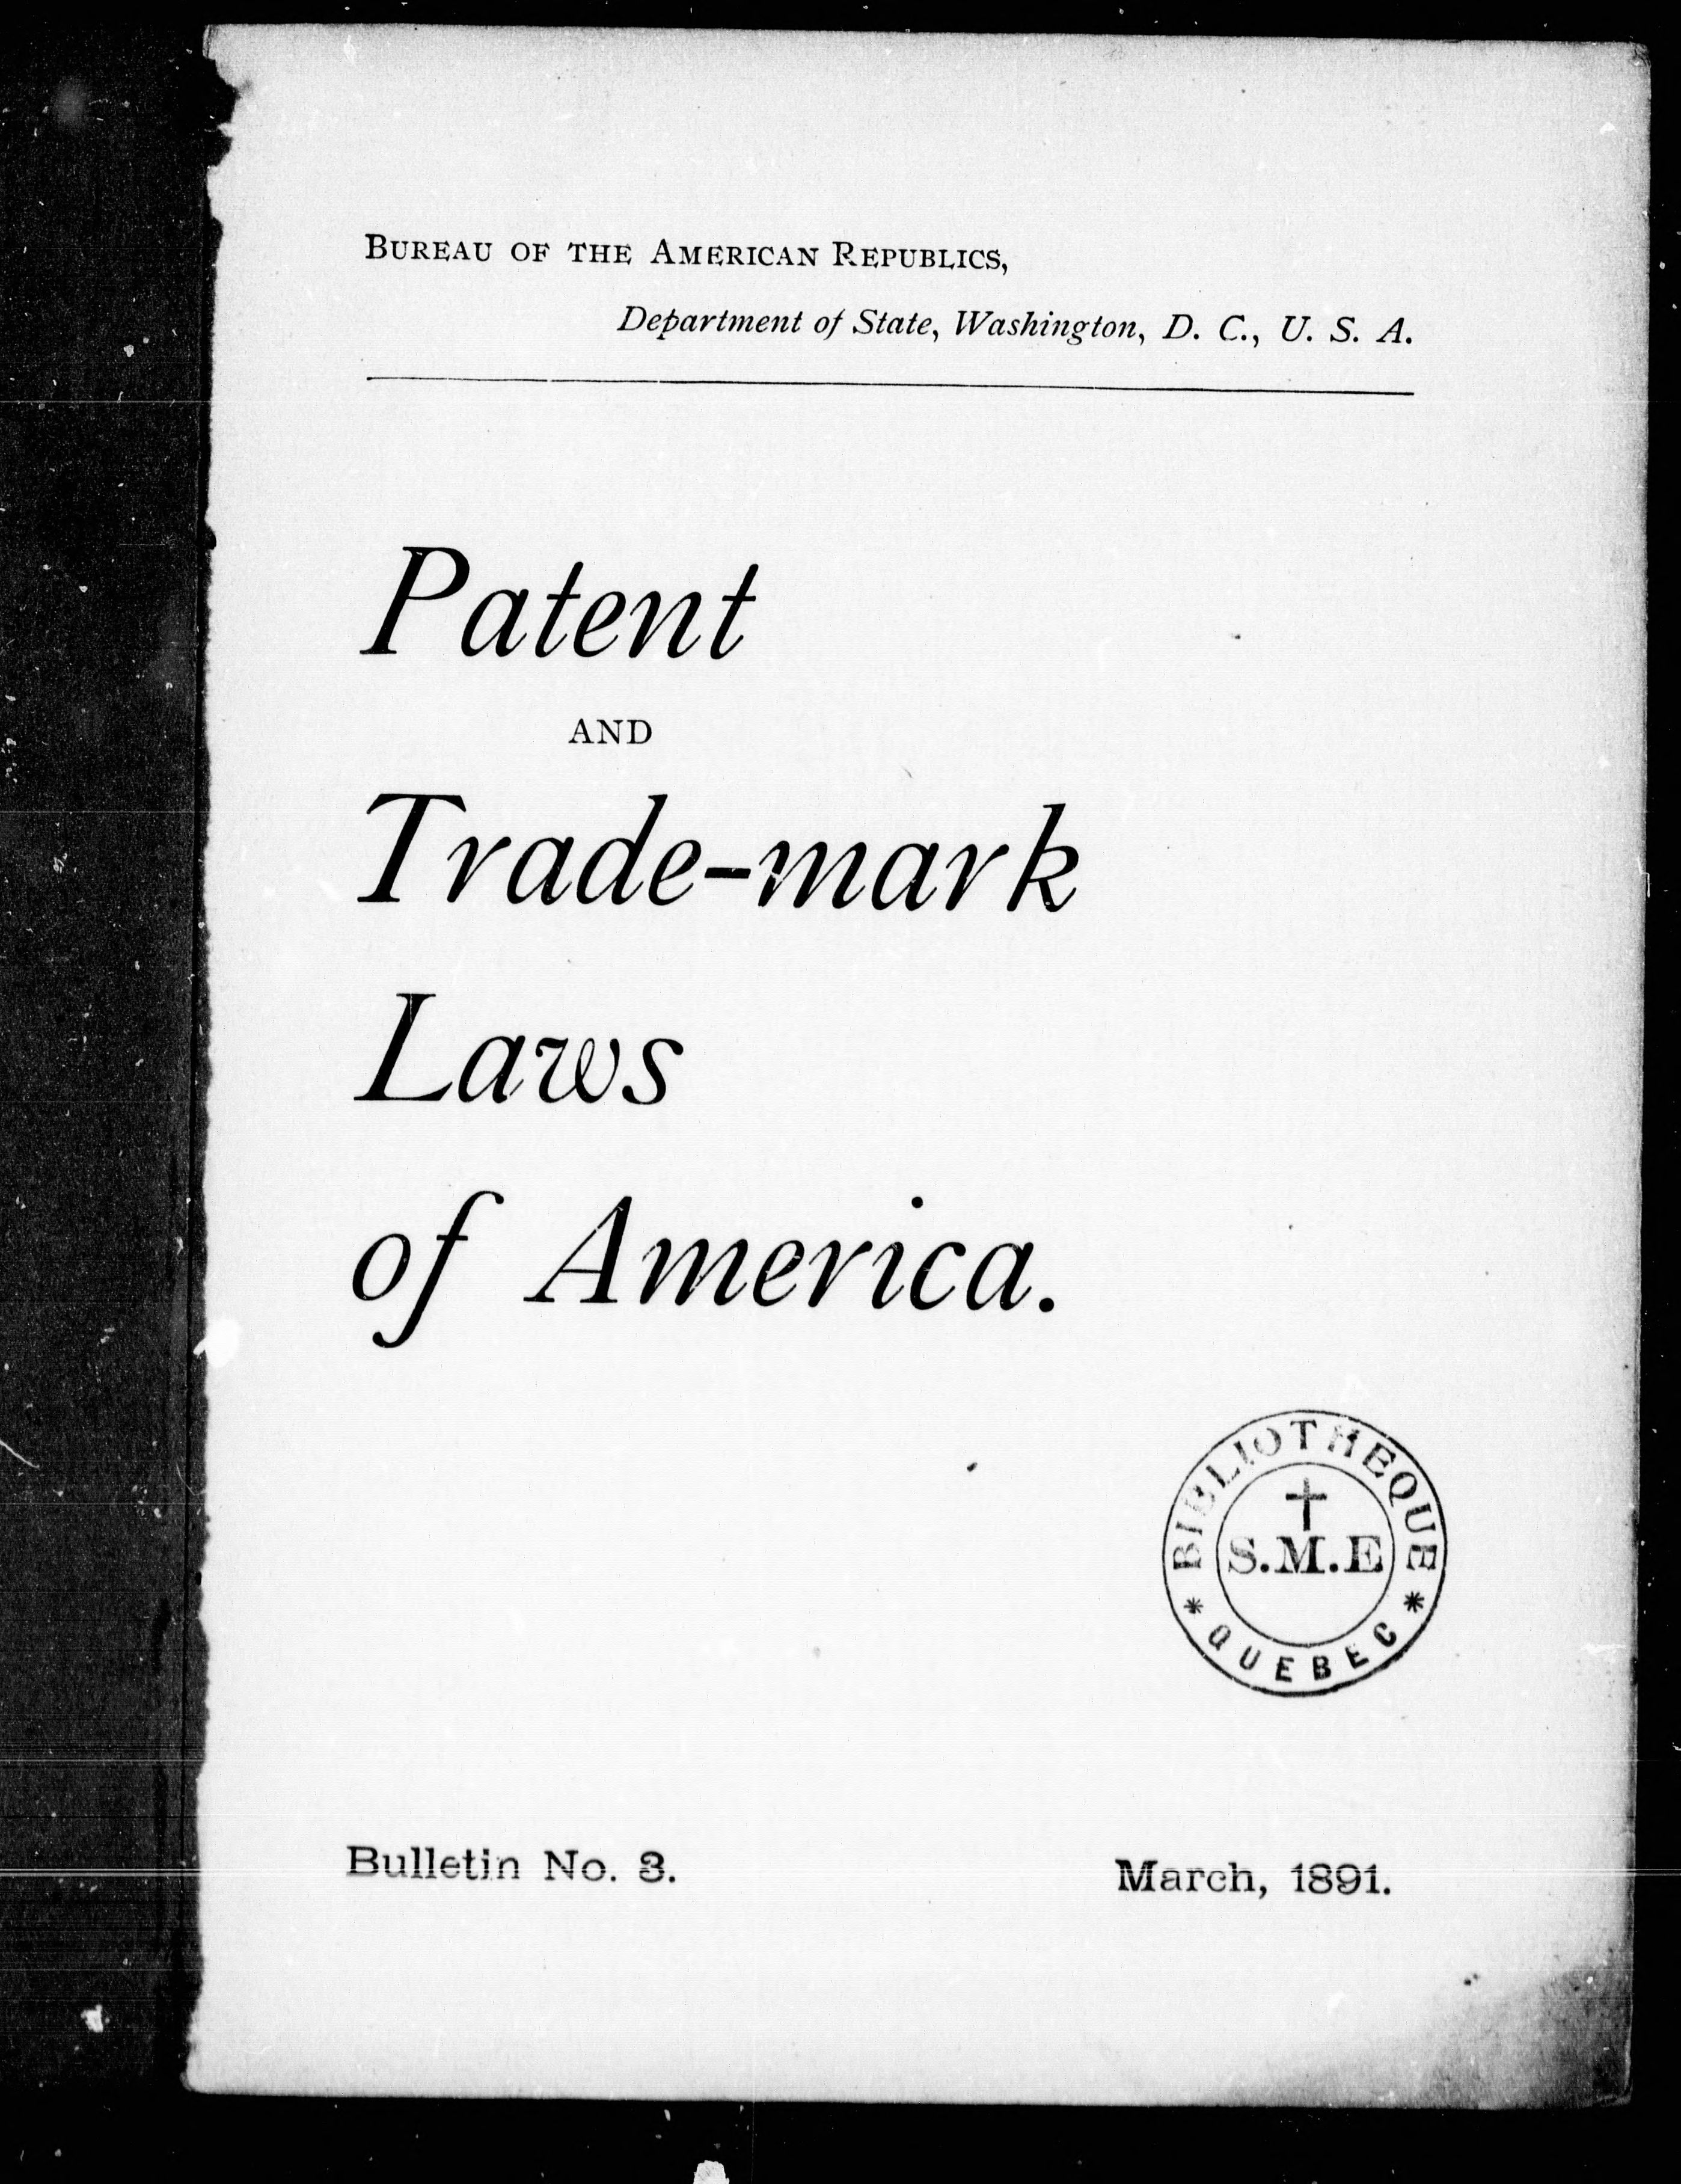 BUREAU OF THE AMERICAN REPUBLICS,
Department of State, Washington, D. C., U. S. A.
Patent
AND
Trade-mark
Laws
of America.
BIBLIOTHEQUE
S.M.E
* QUEBEC *
Bulletin No. 3.
March, 1891.